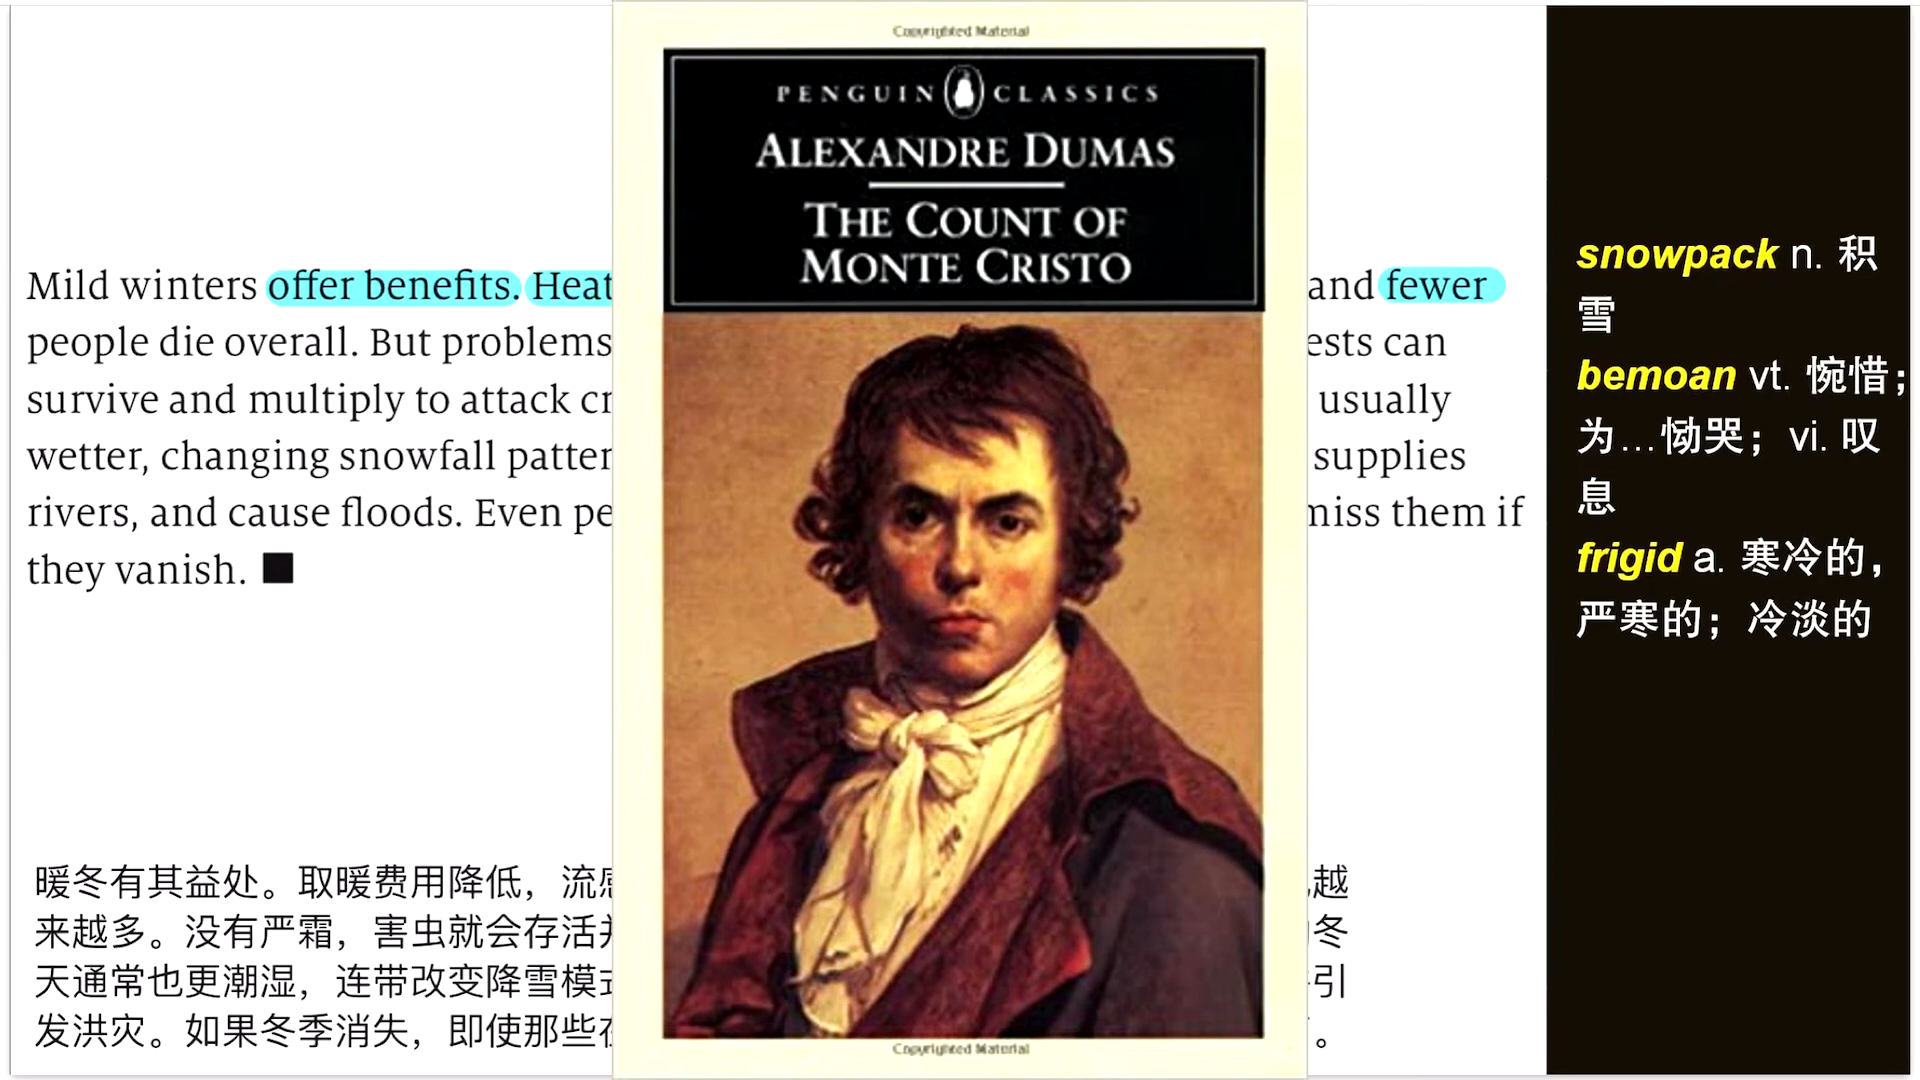 Copyrighted Material
PENGUIN CLASSICS
ALEXANDRE DUMAS
THE COUNT OF
MONTE CRISTO
Copyrighted Material
Mild winters offer benefits. Heat
and fewer
people die overall. But problems
ests can
survive and multiply to attack cr
usually
wetter, changing snowfall patter
supplies
rivers, and cause floods. Even pe
miss them if
they vanish. ■
暖冬有其益处。取暖费用降低，流感
越
来越多。没有严霜，害虫就会存活并
冬
天通常也更潮湿，连带改变降雪模式
引
发洪灾。如果冬季消失，即使那些在
。
snowpack n. 积
雪
bemoan vt. 惋惜；
为…恸哭；vi. 叹
息
frigid a. 寒冷的，
严寒的；冷淡的